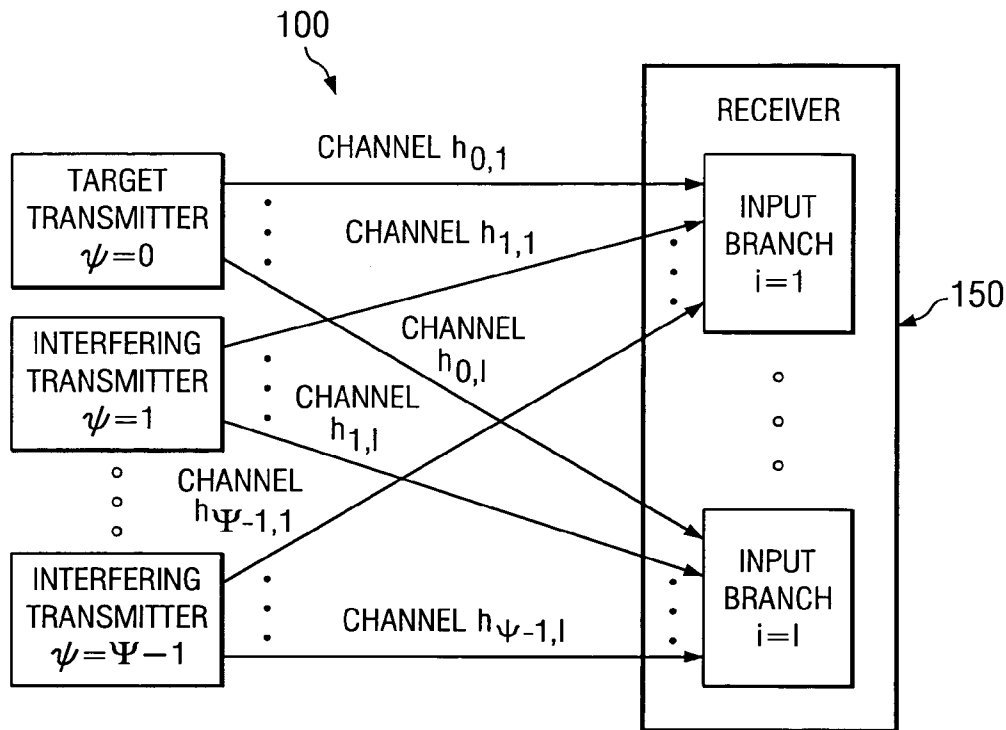 100
RECEIVER
CHANNEL h0,1
TARGET
TRANSMITTER
ψ=0
CHANNEL h1,1
INPUT
BRANCH
i=1
150
INTERFERING
TRANSMITTER
ψ=1
CHANNEL
h0,I
CHANNEL
h1,I
CHANNEL
hΨ-1,1
INTERFERING
TRANSMITTER
ψ=Ψ-1
CHANNEL hΨ-1,I
INPUT
BRANCH
i=I